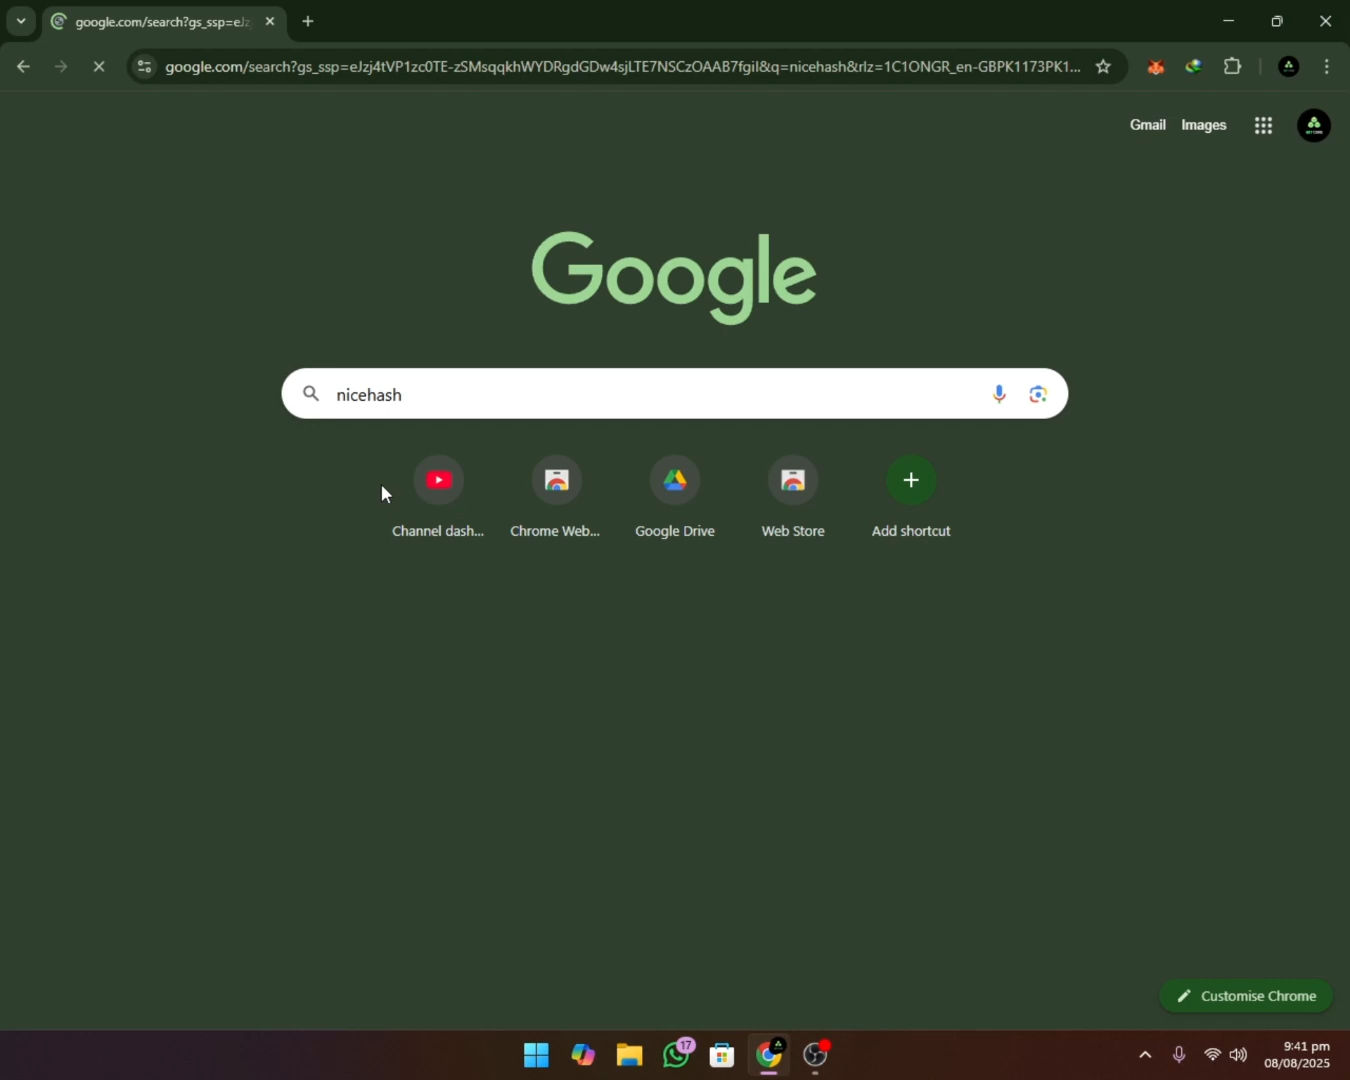 google.com/search?gs_ssp=eJz
google.com/search?gs_ssp=eJzj4tVP1zc0TE-zSMsqqkhWYDRgdGDw4sjLTE7NSCzOAAB7fgil&q=nicehash&rlz=1C1ONGR_en-GBPK1173PK1...
Gmail Images
Google
nicehash
Channel dash... Chrome Web... Google Drive Web Store Add shortcut
Customise Chrome
17
9:41 pm
08/08/2025